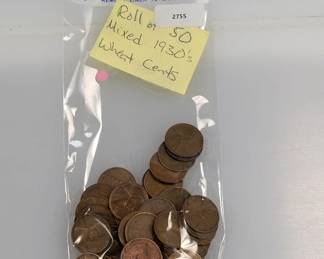 2755
Roll of 50
Mixed 1930's
Wheat Cents